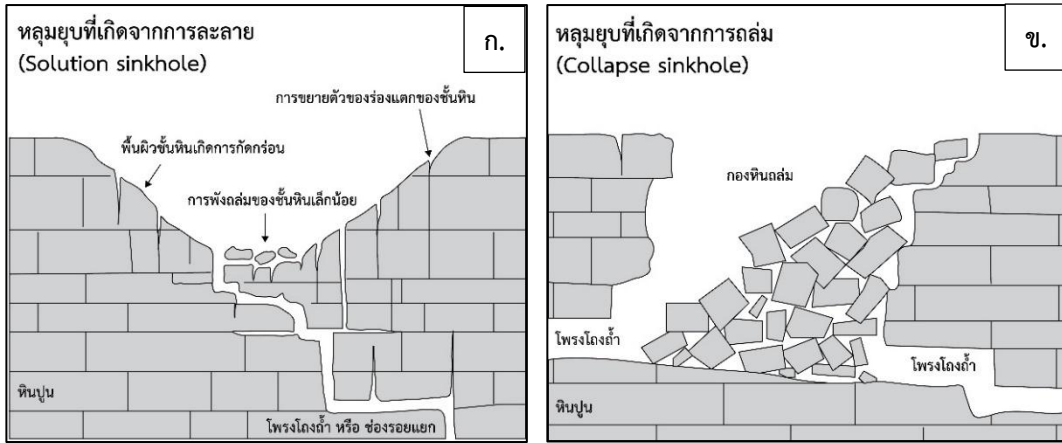 หลุมยุบที่เกิดจากการละลาย
(Solution sinkhole)
ก.
การขยายตัวของร่องแตกของชั้นหิน
พื้นผิวชั้นหินเกิดการกัดกร่อน
การพังถล่มของชั้นหินเล็กน้อย
หินปูน
โพรงโถงถ้ำ หรือ ช่องรอยแยก
หลุมยุบที่เกิดจากการถล่ม
(Collapse sinkhole)
ข.
กองหินถล่ม
โพรงโถงถ้ำ
โพรงโถงถ้ำ
หินปูน